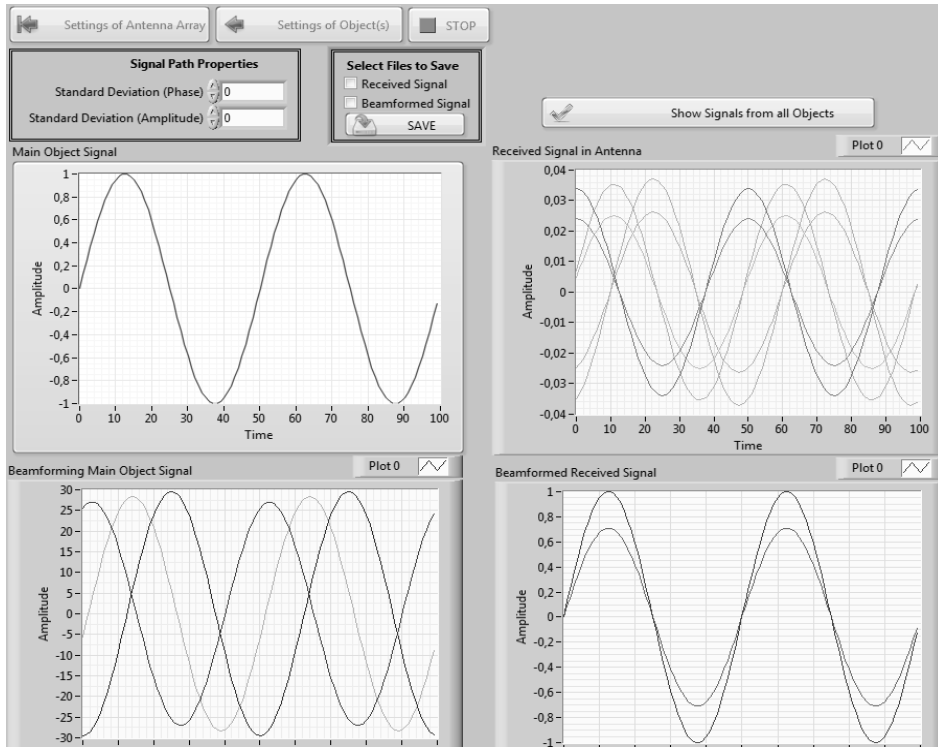 Settings of Antenna Array
Settings of Object(s)
STOP
Signal Path Properties
Standard Deviation (Phase) 0
Standard Deviation (Amplitude) 0
Select Files to Save
Received Signal
Beamformed Signal
SAVE
Show Signals from all Objects
Main Object Signal
1
0,8
0,6
0,4
0,2
0
-0,2
-0,4
-0,6
-0,8
-1
Amplitude
0 10 20 30 40 50 60 70 80 90 100
Time
Received Signal in Antenna
Plot 0
0,04
0,03
0,02
0,01
0
-0,01
-0,02
-0,03
-0,04
Amplitude
0 10 20 30 40 50 60 70 80 90 100
Time
Beamforming Main Object Signal
Plot 0
30
25
20
15
10
5
0
-5
-10
-15
-20
-25
-30
Amplitude
Beamformed Received Signal
Plot 0
1
0,8
0,6
0,4
0,2
0
-0,2
-0,4
-0,6
-0,8
-1
Amplitude